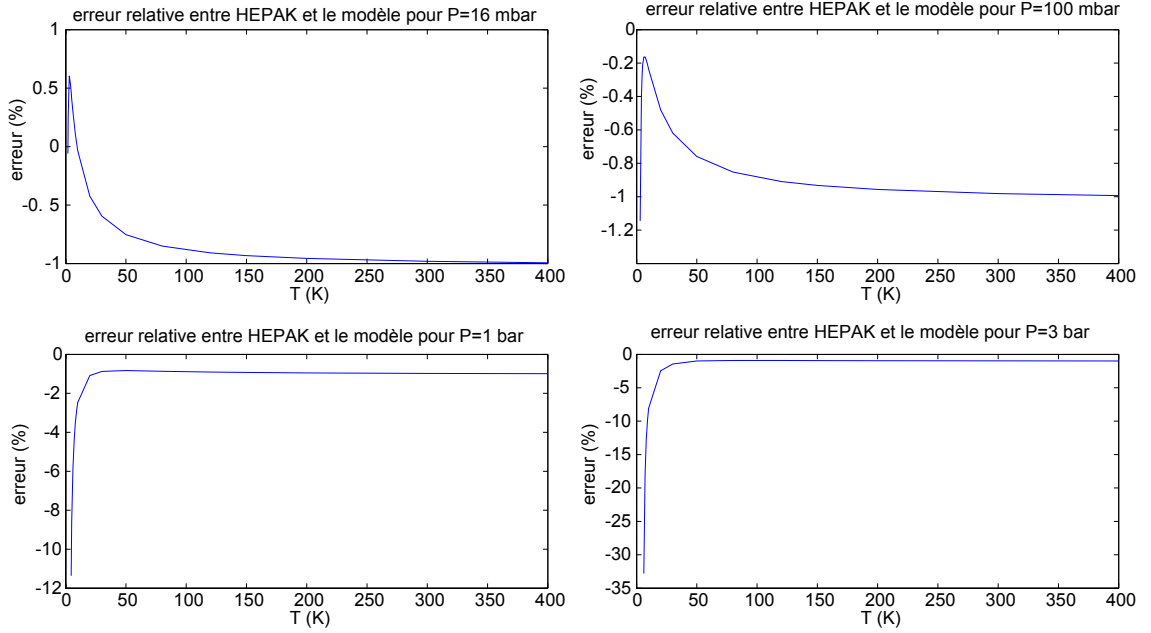 erreur relative entre HEPAK et le modèle pour P=16 mbar
1
0.5
0
-0. 5
-1
erreur (%)
0 50 100 150 200 250 300 350 400
T (K)
erreur relative entre HEPAK et le modèle pour P=100 mbar
0
-0.2
-0.4
-0.6
-0.8
-1
-1.2
erreur (%)
0 50 100 150 200 250 300 350 400
T (K)
erreur relative entre HEPAK et le modèle pour P=1 bar
0
-2
-4
-6
-8
-10
-12
erreur (%)
0 50 100 150 200 250 300 350 400
T (K)
erreur relative entre HEPAK et le modèle pour P=3 bar
0
-5
-10
-15
-20
-25
-30
-35
erreur (%)
0 50 100 150 200 250 300 350 400
T (K)